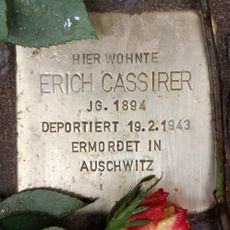 HIER WOHNTE
ERICH CASSIRER
JG. 1894
DEPORTIERT 19.2.1943
ERMORDET IN
AUSCHWITZ